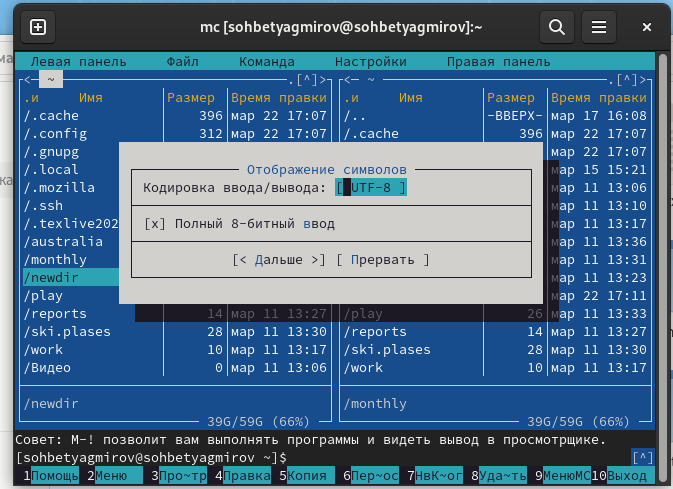 mc [sohbetyagmirov@sohbetyagmirov]:~
Левая панель Файл Команда Настройки Правая панель
<─ ~ .[^]> <─ ~ .[^]>
.и Имя Размер Время правки .и Имя Размер Время правки
/.cache 396 мар 22 17:07 /.. -ВВЕРХ- мар 17 16:08
/.config 312 мар 22 17:07 /.cache 396 мар 22 17:07
/.gnupg мар 22 17:07
/.local мар 15 15:21
/.mozilla мар 11 13:06
/.ssh мар 11 13:06
/.texlive202 мар 22 17:07
/australia мар 11 13:36
/monthly мар 11 13:31
/newdir мар 11 13:23
/play мар 22 17:11
/reports 14 мар 11 13:27 /play 26 мар 11 13:33
/ski.plases 28 мар 11 13:30 /reports 14 мар 11 13:27
/work 10 мар 11 13:17 /ski.plases 28 мар 11 13:30
/Видео 0 мар 11 13:06 /work 10 мар 11 13:17
Отображение символов
Кодировка ввода/вывода: [ UTF-8 ]
[x] Полный 8-битный ввод
[< Дальше >] [ Прервать ]
/newdir /monthly
39G/59G (66%) 39G/59G (66%)
Совет: M-! позволит вам выполнять программы и видеть вывод в просмотрщике.
[sohbetyagmirov@sohbetyagmirov ~]$ [^]
1Помощь 2Меню 3Про~тр 4Правка 5Копия 6Пер~ос 7НвК~ог 8Уда~ть 9МенюMC 10Выход